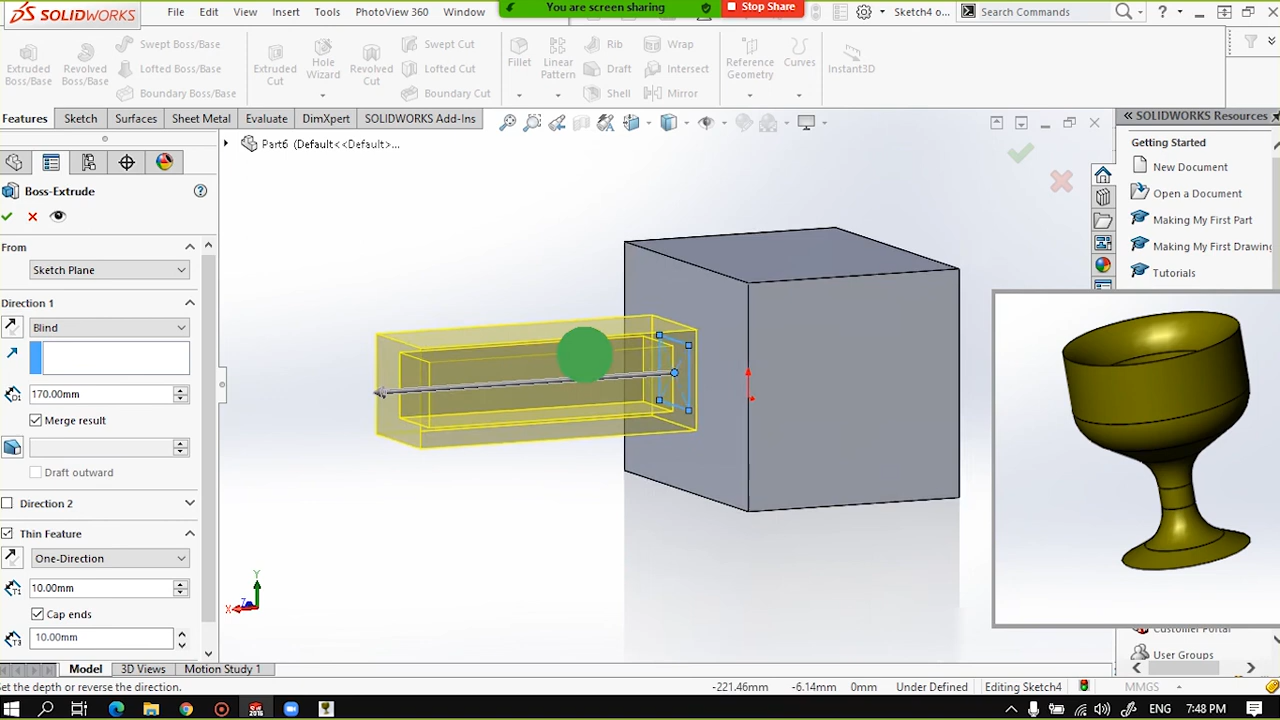 SOLIDWORKS File Edit View Insert Tools PhotoView 360 Window You are screen sharing Stop Share Sketch4 o... Search Commands ?
Extruded Boss/Base
Revolved Boss/Base
Swept Boss/Base
Lofted Boss/Base
Boundary Boss/Base
Extruded Cut
Hole Wizard
Revolved Cut
Swept Cut
Lofted Cut
Boundary Cut
Fillet
Linear Pattern
Rib
Draft
Shell
Wrap
Intersect
Mirror
Reference Geometry
Curves
Instant3D
Features Sketch Surfaces Sheet Metal Evaluate DimXpert SOLIDWORKS Add-Ins
SOLIDWORKS Resources
Part6 (Default<<Default>...
Boss-Extrude
From
Sketch Plane
Direction 1
Blind
170.00mm
Merge result
Draft outward
Direction 2
Thin Feature
One-Direction
10.00mm
Cap ends
10.00mm
Y
X
Z
Getting Started
New Document
Open a Document
Making My First Part
Making My First Drawing
Tutorials
User Groups
Model 3D Views Motion Study 1
Set the depth or reverse the direction. -221.46mm -6.14mm 0mm Under Defined Editing Sketch4 MMGS
ENG 7:48 PM